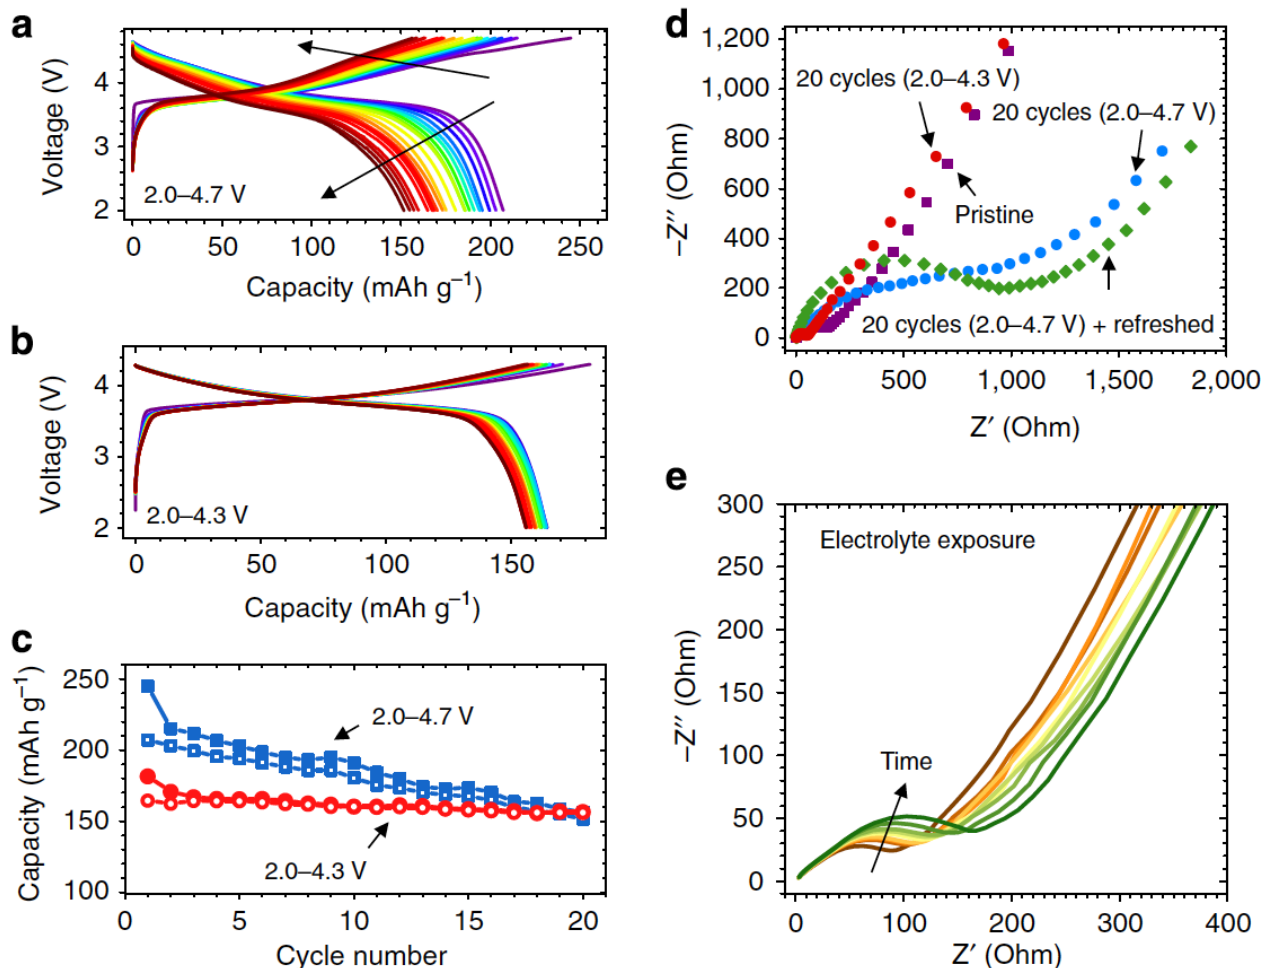 a
Voltage (V)
4
3
2
2.0–4.7 V
0 50 100 150 200 250
Capacity (mAh g⁻¹)
b
Voltage (V)
4
3
2
2.0–4.3 V
0 50 100 150
Capacity (mAh g⁻¹)
c
Capacity (mAh g⁻¹)
250
200
150
100
2.0–4.7 V
2.0–4.3 V
0 5 10 15 20
Cycle number
d
–Z″ (Ohm)
1,200
1,000
800
600
400
200
0
20 cycles (2.0–4.3 V)
20 cycles (2.0–4.7 V)
Pristine
20 cycles (2.0–4.7 V) + refreshed
0 500 1,000 1,500 2,000
Z′ (Ohm)
e
–Z″ (Ohm)
300
250
200
150
100
50
0
Electrolyte exposure
Time
0 100 200 300 400
Z′ (Ohm)